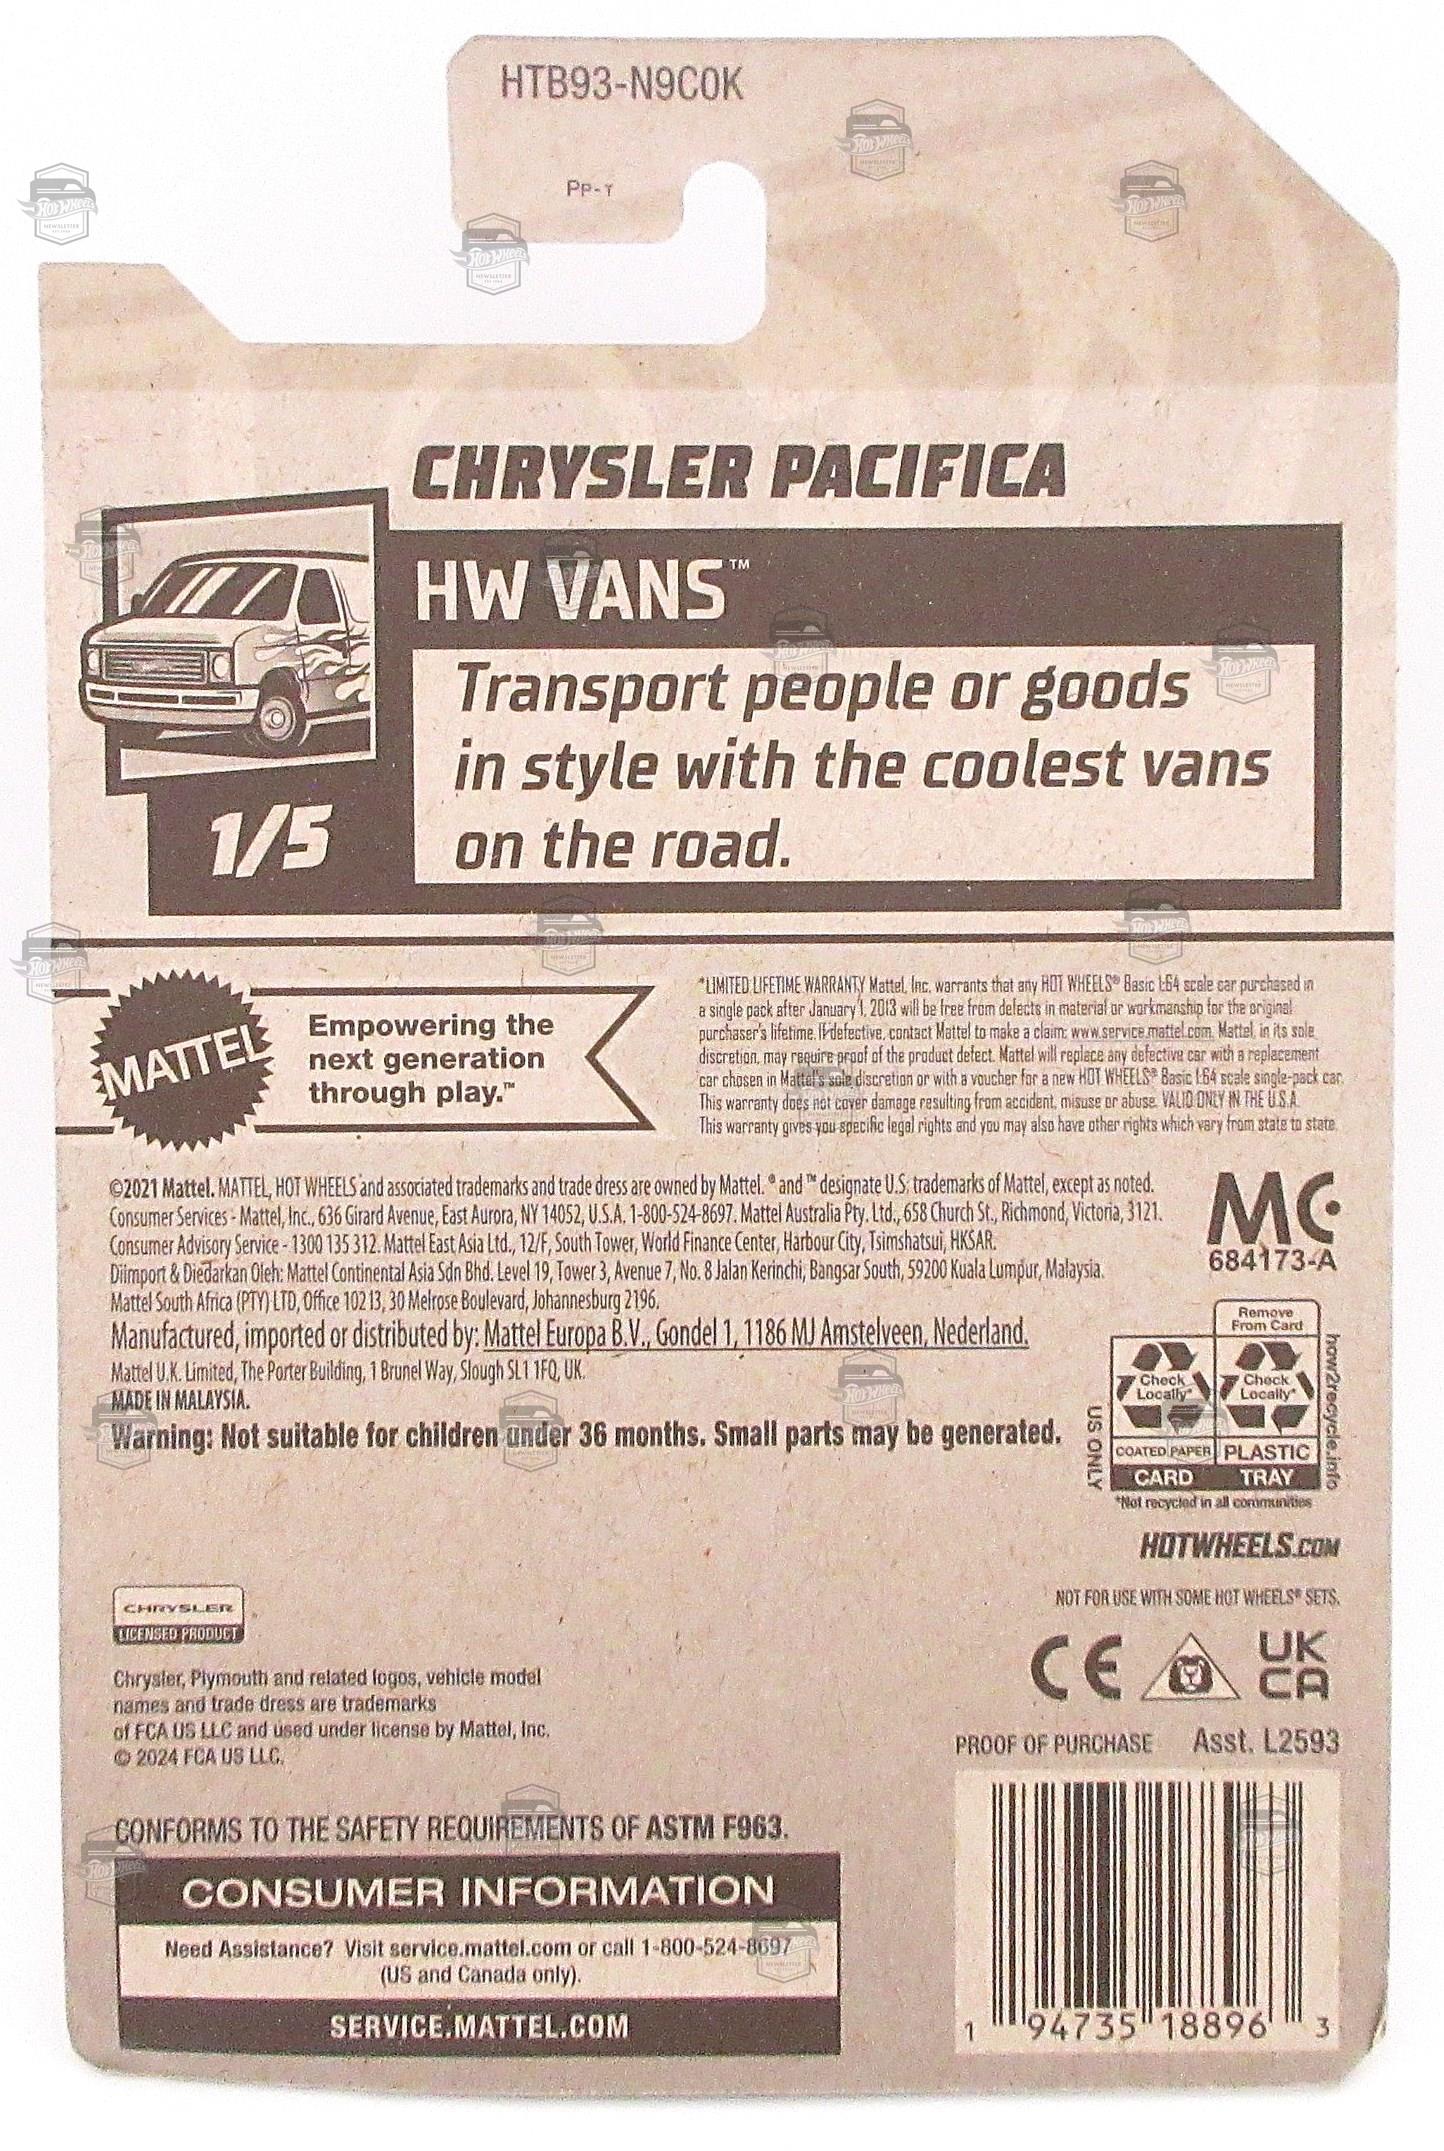 HTB93-N9C0K
PP-Y
CHRYSLER PACIFICA
HW VANS™
Transport people or goods
in style with the coolest vans
on the road.
1/5
MATTEL
Empowering the
next generation
through play.™
*LIMITED LIFETIME WARRANTY Mattel, Inc. warrants that any HOT WHEELS® Basic 1:64 scale car purchased in
a single pack after January 1, 2013 will be free from defects in material or workmanship for the original
purchaser's lifetime. If defective, contact Mattel to make a claim: www.service.mattel.com. Mattel, in its sole
discretion, may require proof of the product defect. Mattel will replace any defective car with a replacement
car chosen in Mattel's sole discretion or with a voucher for a new HOT WHEELS® Basic 1:64 scale single-pack car.
This warranty does not cover damage resulting from accident, misuse or abuse. VALID ONLY IN THE U.S.A.
This warranty gives you specific legal rights and you may also have other rights which vary from state to state.
©2021 Mattel. MATTEL, HOT WHEELS and associated trademarks and trade dress are owned by Mattel. ® and ™ designate U.S. trademarks of Mattel, except as noted.
Consumer Services - Mattel, Inc., 636 Girard Avenue, East Aurora, NY 14052, U.S.A. 1-800-524-8697. Mattel Australia Pty. Ltd., 658 Church St., Richmond, Victoria, 3121.
Consumer Advisory Service - 1300 135 312. Mattel East Asia Ltd., 12/F, South Tower, World Finance Center, Harbour City, Tsimshatsui, HKSAR.
Diimport & Diedarkan Oleh: Mattel Continental Asia Sdn Bhd. Level 19, Tower 3, Avenue 7, No. 8 Jalan Kerinchi, Bangsar South, 59200 Kuala Lumpur, Malaysia.
Mattel South Africa (PTY) LTD, Office 102 I3, 30 Melrose Boulevard, Johannesburg 2196.
Manufactured, imported or distributed by: Mattel Europa B.V., Gondel 1, 1186 MJ Amstelveen, Nederland.
Mattel U.K. Limited, The Porter Building, 1 Brunel Way, Slough SL1 1FQ, UK.
MADE IN MALAYSIA.
Warning: Not suitable for children under 36 months. Small parts may be generated.
MC
684173-A
Remove
From Card
Check
Locally*
Check
Locally*
COATED PAPER
PLASTIC
CARD
TRAY
US ONLY
how2recycle.info
*Not recycled in all communities
HOTWHEELS.COM
NOT FOR USE WITH SOME HOT WHEELS® SETS.
CE
UK
CA
CHRYSLER
LICENSED PRODUCT
Chrysler, Plymouth and related logos, vehicle model
names and trade dress are trademarks
of FCA US LLC and used under license by Mattel, Inc.
© 2024 FCA US LLC.
PROOF OF PURCHASE Asst. L2593
CONFORMS TO THE SAFETY REQUIREMENTS OF ASTM F963.
CONSUMER INFORMATION
Need Assistance? Visit service.mattel.com or call 1-800-524-8697
(US and Canada only).
SERVICE.MATTEL.COM
1 94735 18896 3